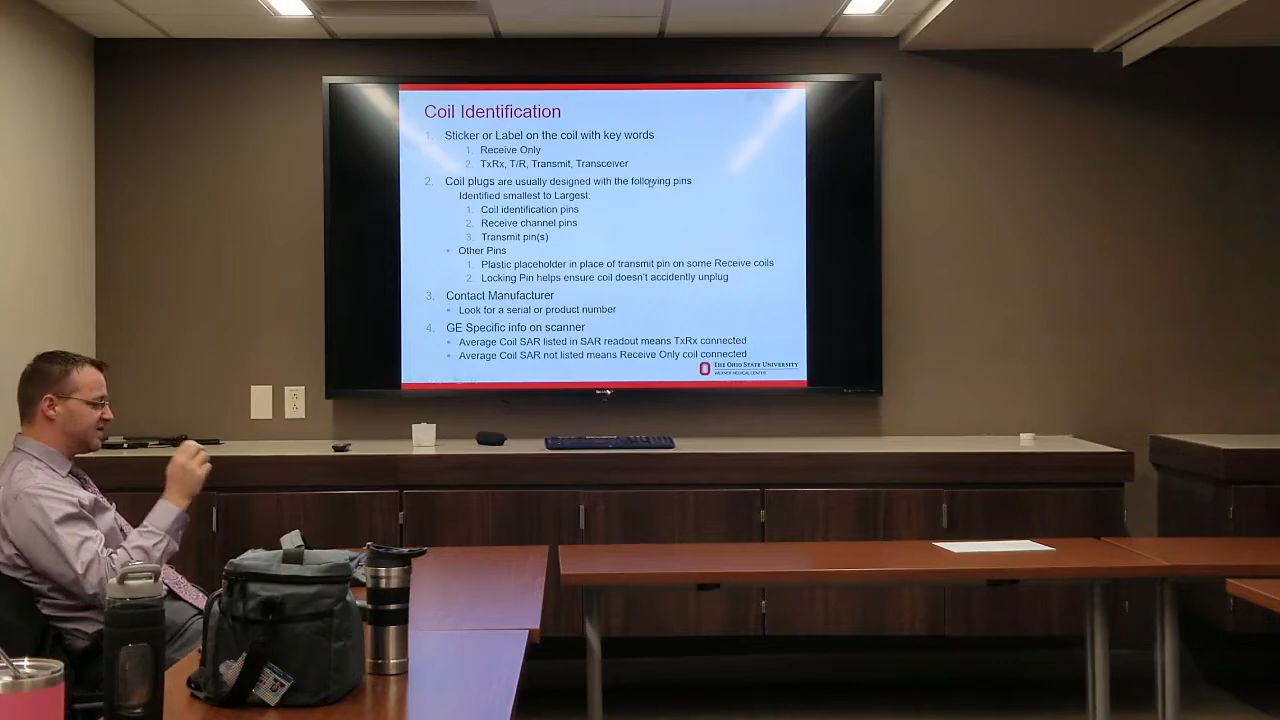 Coil Identification
1. Sticker or Label on the coil with key words
1. Receive Only
2. TxRx, T/R, Transmit, Transceiver
2. Coil plugs are usually designed with the following pins
Identified smallest to Largest:
1. Coil identification pins
2. Receive channel pins
3. Transmit pin(s)
• Other Pins
1. Plastic placeholder in place of transmit pin on some Receive coils
2. Locking Pin helps ensure coil doesn't accidently unplug
3. Contact Manufacturer
• Look for a serial or product number
4. GE Specific info on scanner
• Average Coil SAR listed in SAR readout means TxRx connected
• Average Coil SAR not listed means Receive Only coil connected
THE OHIO STATE UNIVERSITY
WEXNER MEDICAL CENTER